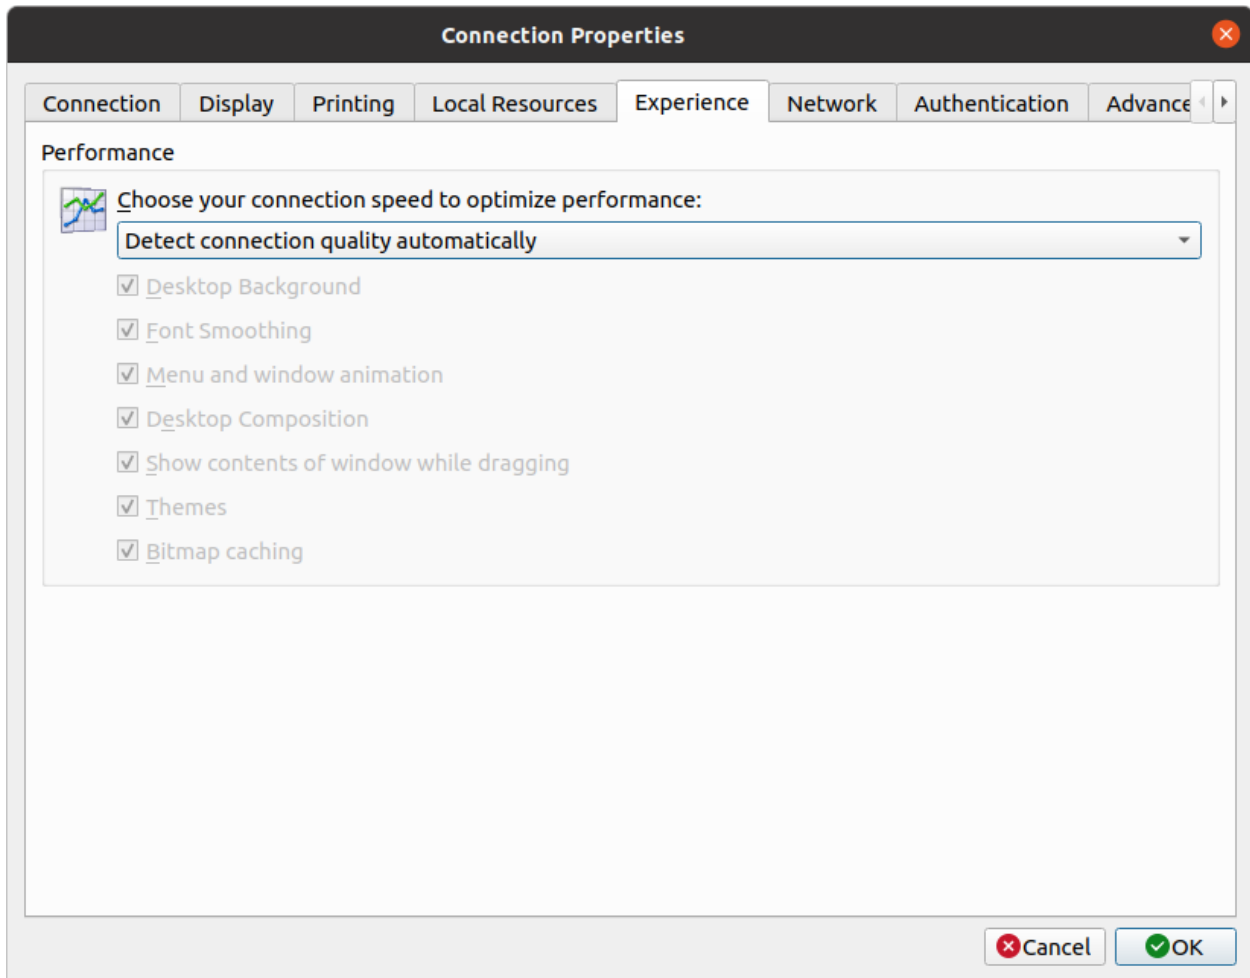 Connection Properties
Connection Display Printing Local Resources Experience Network Authentication Advance
Performance
Choose your connection speed to optimize performance:
Detect connection quality automatically
Desktop Background
Font Smoothing
Menu and window animation
Desktop Composition
Show contents of window while dragging
Themes
Bitmap caching
Cancel OK